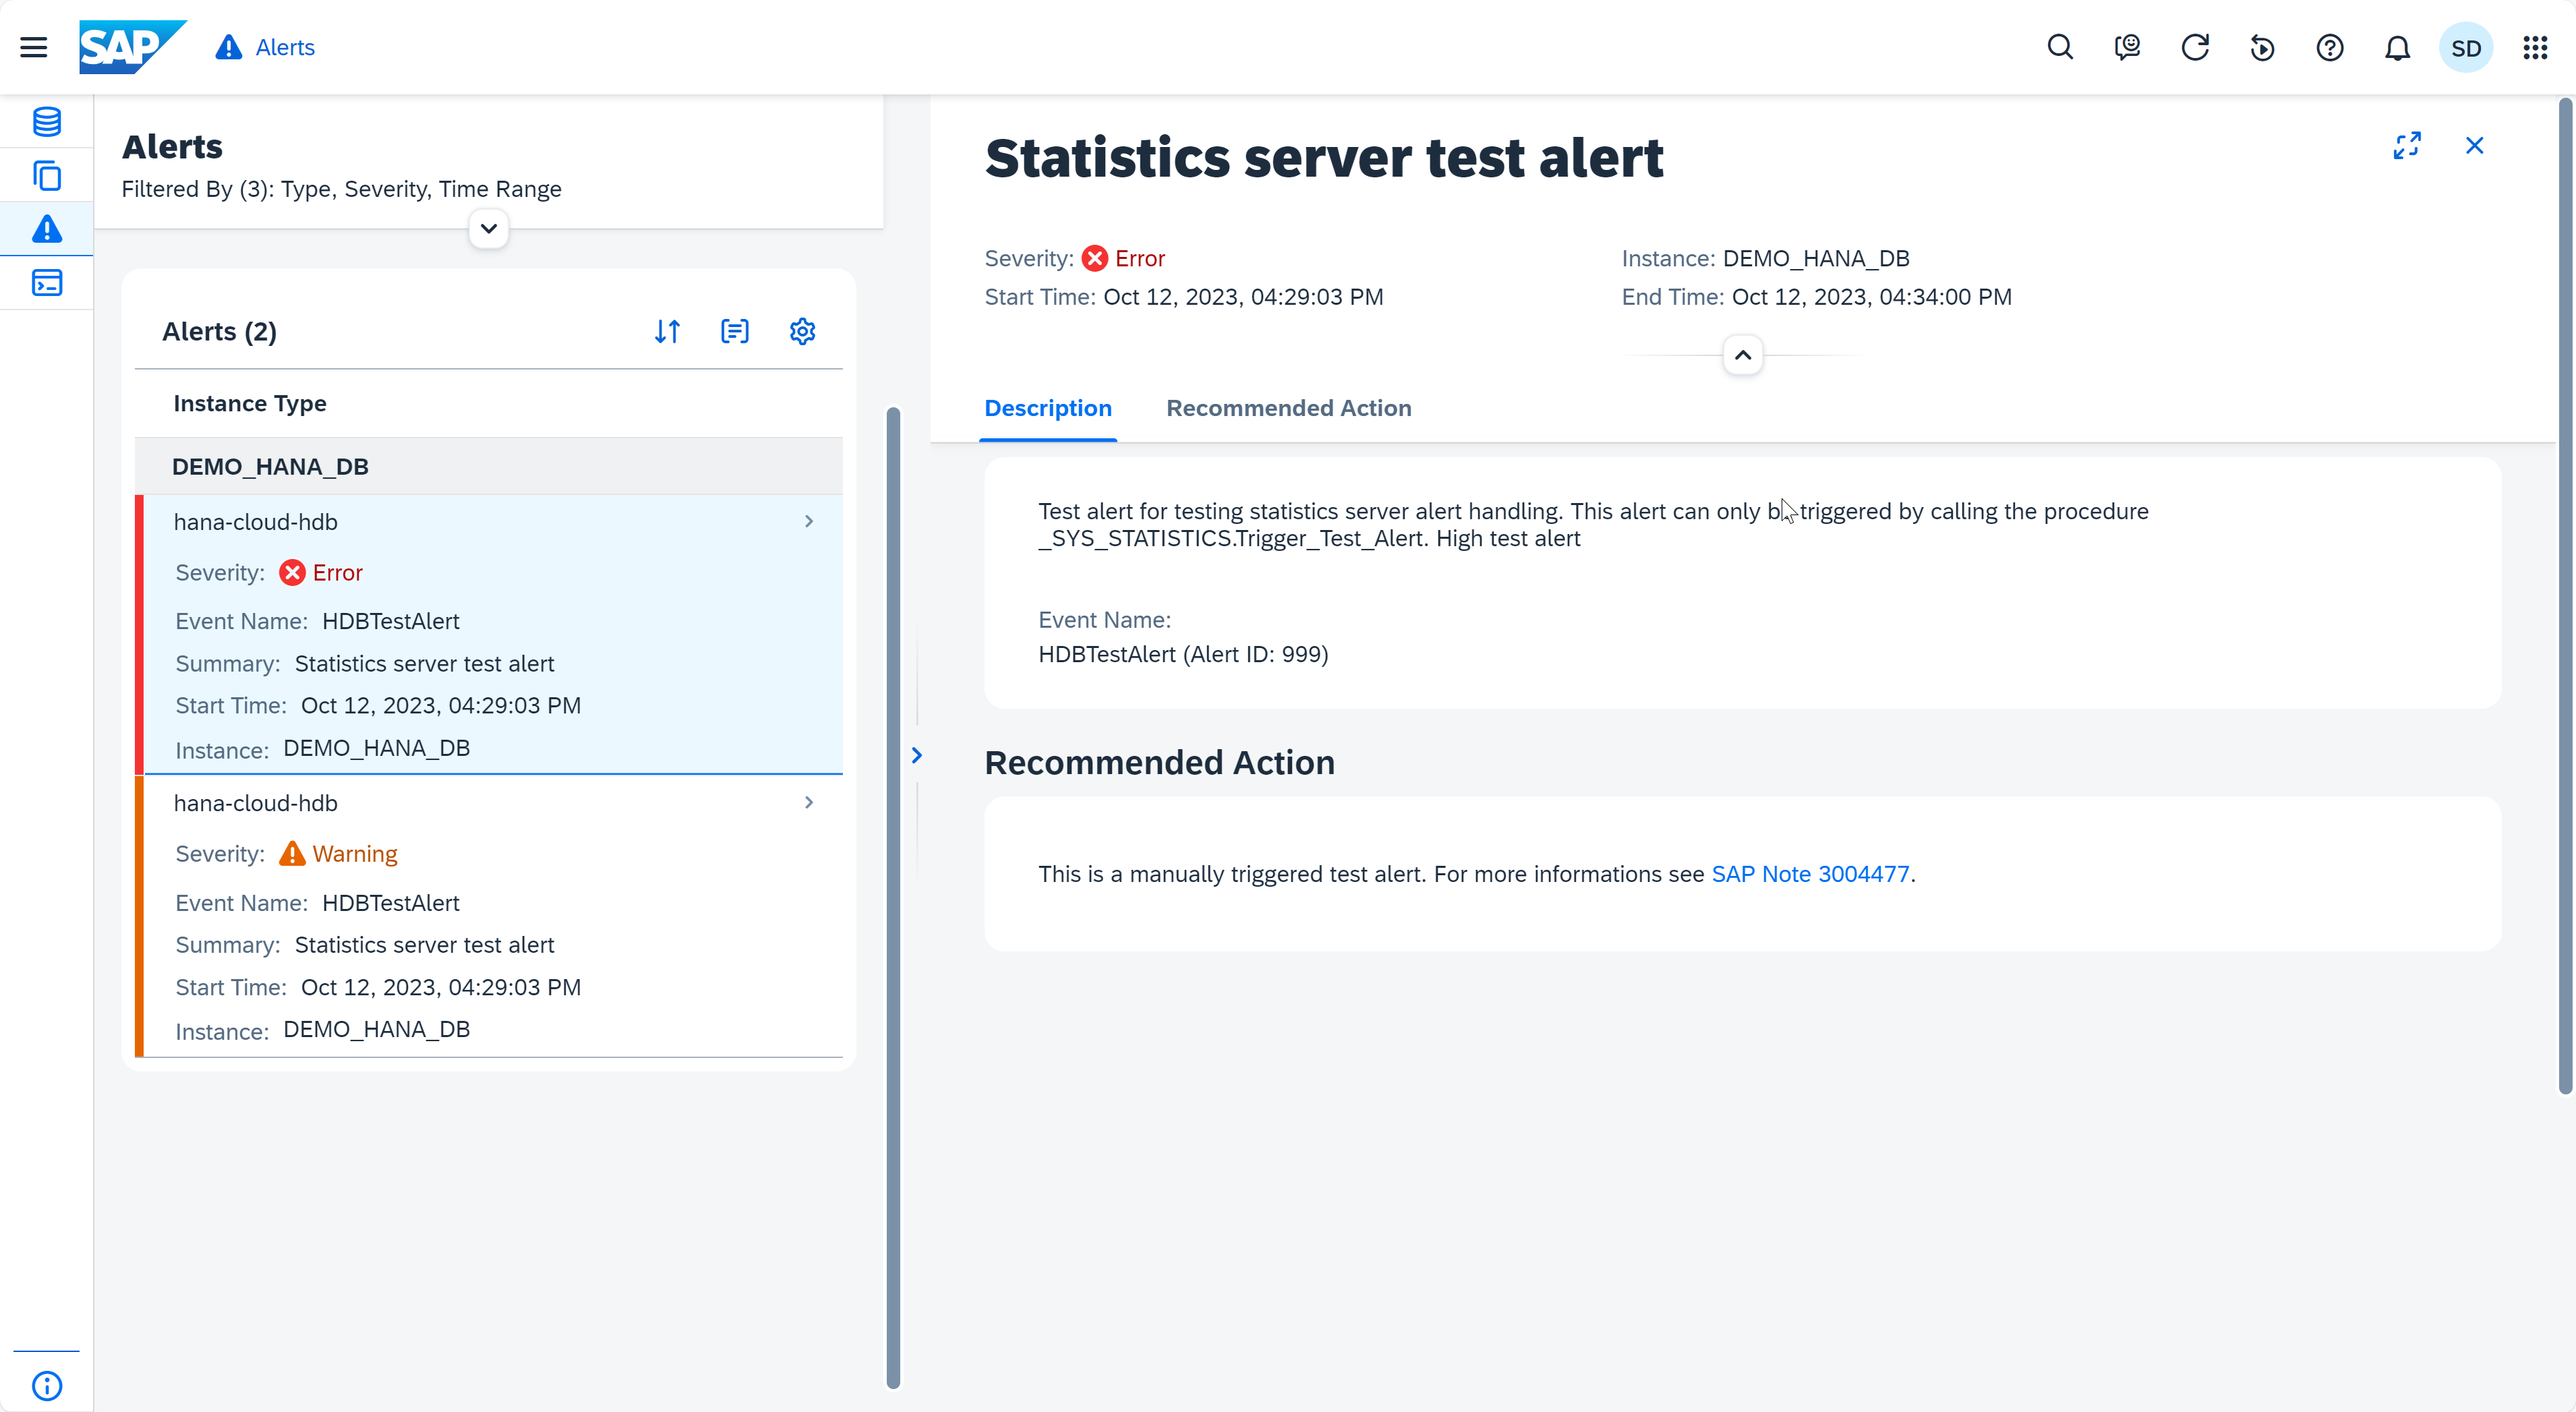 SAP
Alerts
SD
Alerts
Filtered By (3): Type, Severity, Time Range
Alerts (2)
Instance Type
DEMO_HANA_DB
hana-cloud-hdb
Severity: Error
Event Name: HDBTestAlert
Summary: Statistics server test alert
Start Time: Oct 12, 2023, 04:29:03 PM
Instance: DEMO_HANA_DB
hana-cloud-hdb
Severity: Warning
Event Name: HDBTestAlert
Summary: Statistics server test alert
Start Time: Oct 12, 2023, 04:29:03 PM
Instance: DEMO_HANA_DB
Statistics server test alert
Severity: Error
Instance: DEMO_HANA_DB
Start Time: Oct 12, 2023, 04:29:03 PM
End Time: Oct 12, 2023, 04:34:00 PM
Description
Recommended Action
Test alert for testing statistics server alert handling. This alert can only be triggered by calling the procedure
_SYS_STATISTICS.Trigger_Test_Alert. High test alert
Event Name:
HDBTestAlert (Alert ID: 999)
Recommended Action
This is a manually triggered test alert. For more informations see SAP Note 3004477.